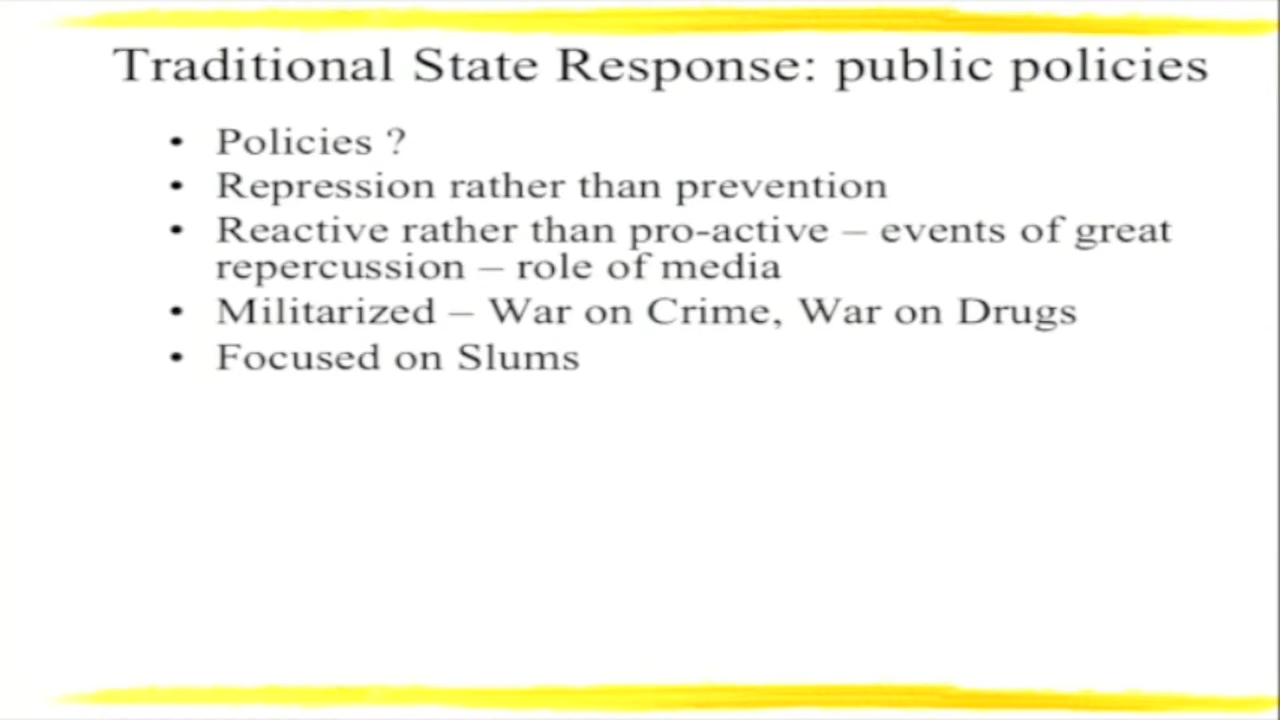 Traditional State Response: public policies
• Policies ?
• Repression rather than prevention
• Reactive rather than pro-active – events of great
repercussion – role of media
• Militarized – War on Crime, War on Drugs
• Focused on Slums